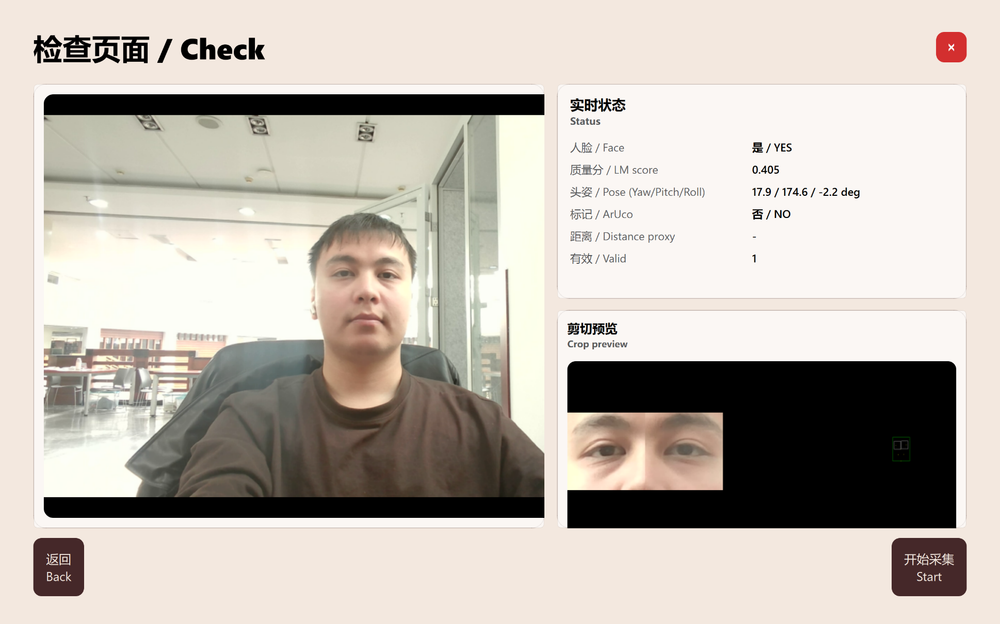 检查页面 / Check
x
实时状态
Status
人脸 / Face 是 / YES
质量分 / LM score 0.405
头姿 / Pose (Yaw/Pitch/Roll) 17.9 / 174.6 / -2.2 deg
标记 / ArUco 否 / NO
距离 / Distance proxy -
有效 / Valid 1
剪切预览
Crop preview
返回
Back
开始采集
Start